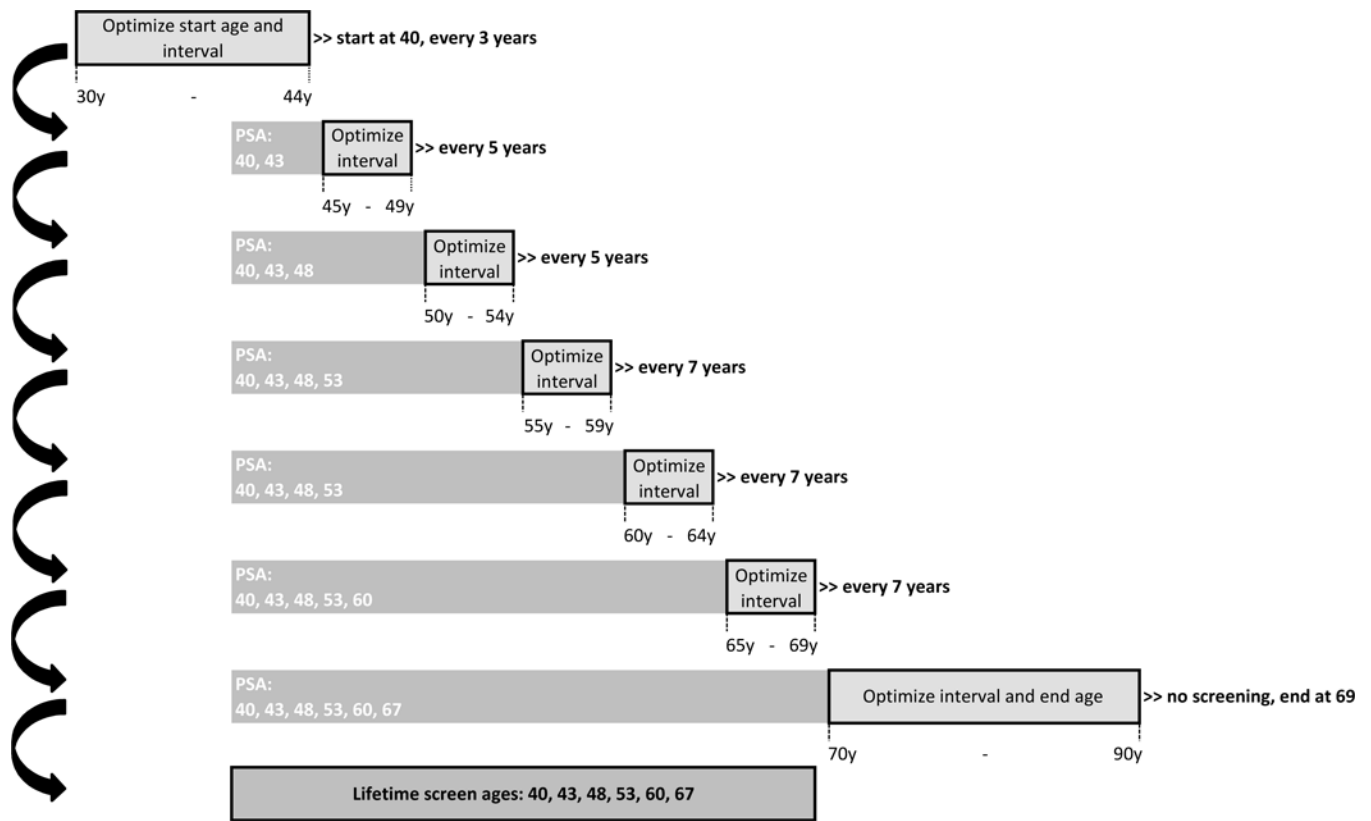 Optimize start age and
interval
>> start at 40, every 3 years
30y - 44y
PSA:
40, 43
Optimize
interval
>> every 5 years
45y - 49y
PSA:
40, 43, 48
Optimize
interval
>> every 5 years
50y - 54y
PSA:
40, 43, 48, 53
Optimize
interval
>> every 7 years
55y - 59y
PSA:
40, 43, 48, 53
Optimize
interval
>> every 7 years
60y - 64y
PSA:
40, 43, 48, 53, 60
Optimize
interval
>> every 7 years
65y - 69y
PSA:
40, 43, 48, 53, 60, 67
Optimize interval and end age
>> no screening, end at 69
70y - 90y
Lifetime screen ages: 40, 43, 48, 53, 60, 67